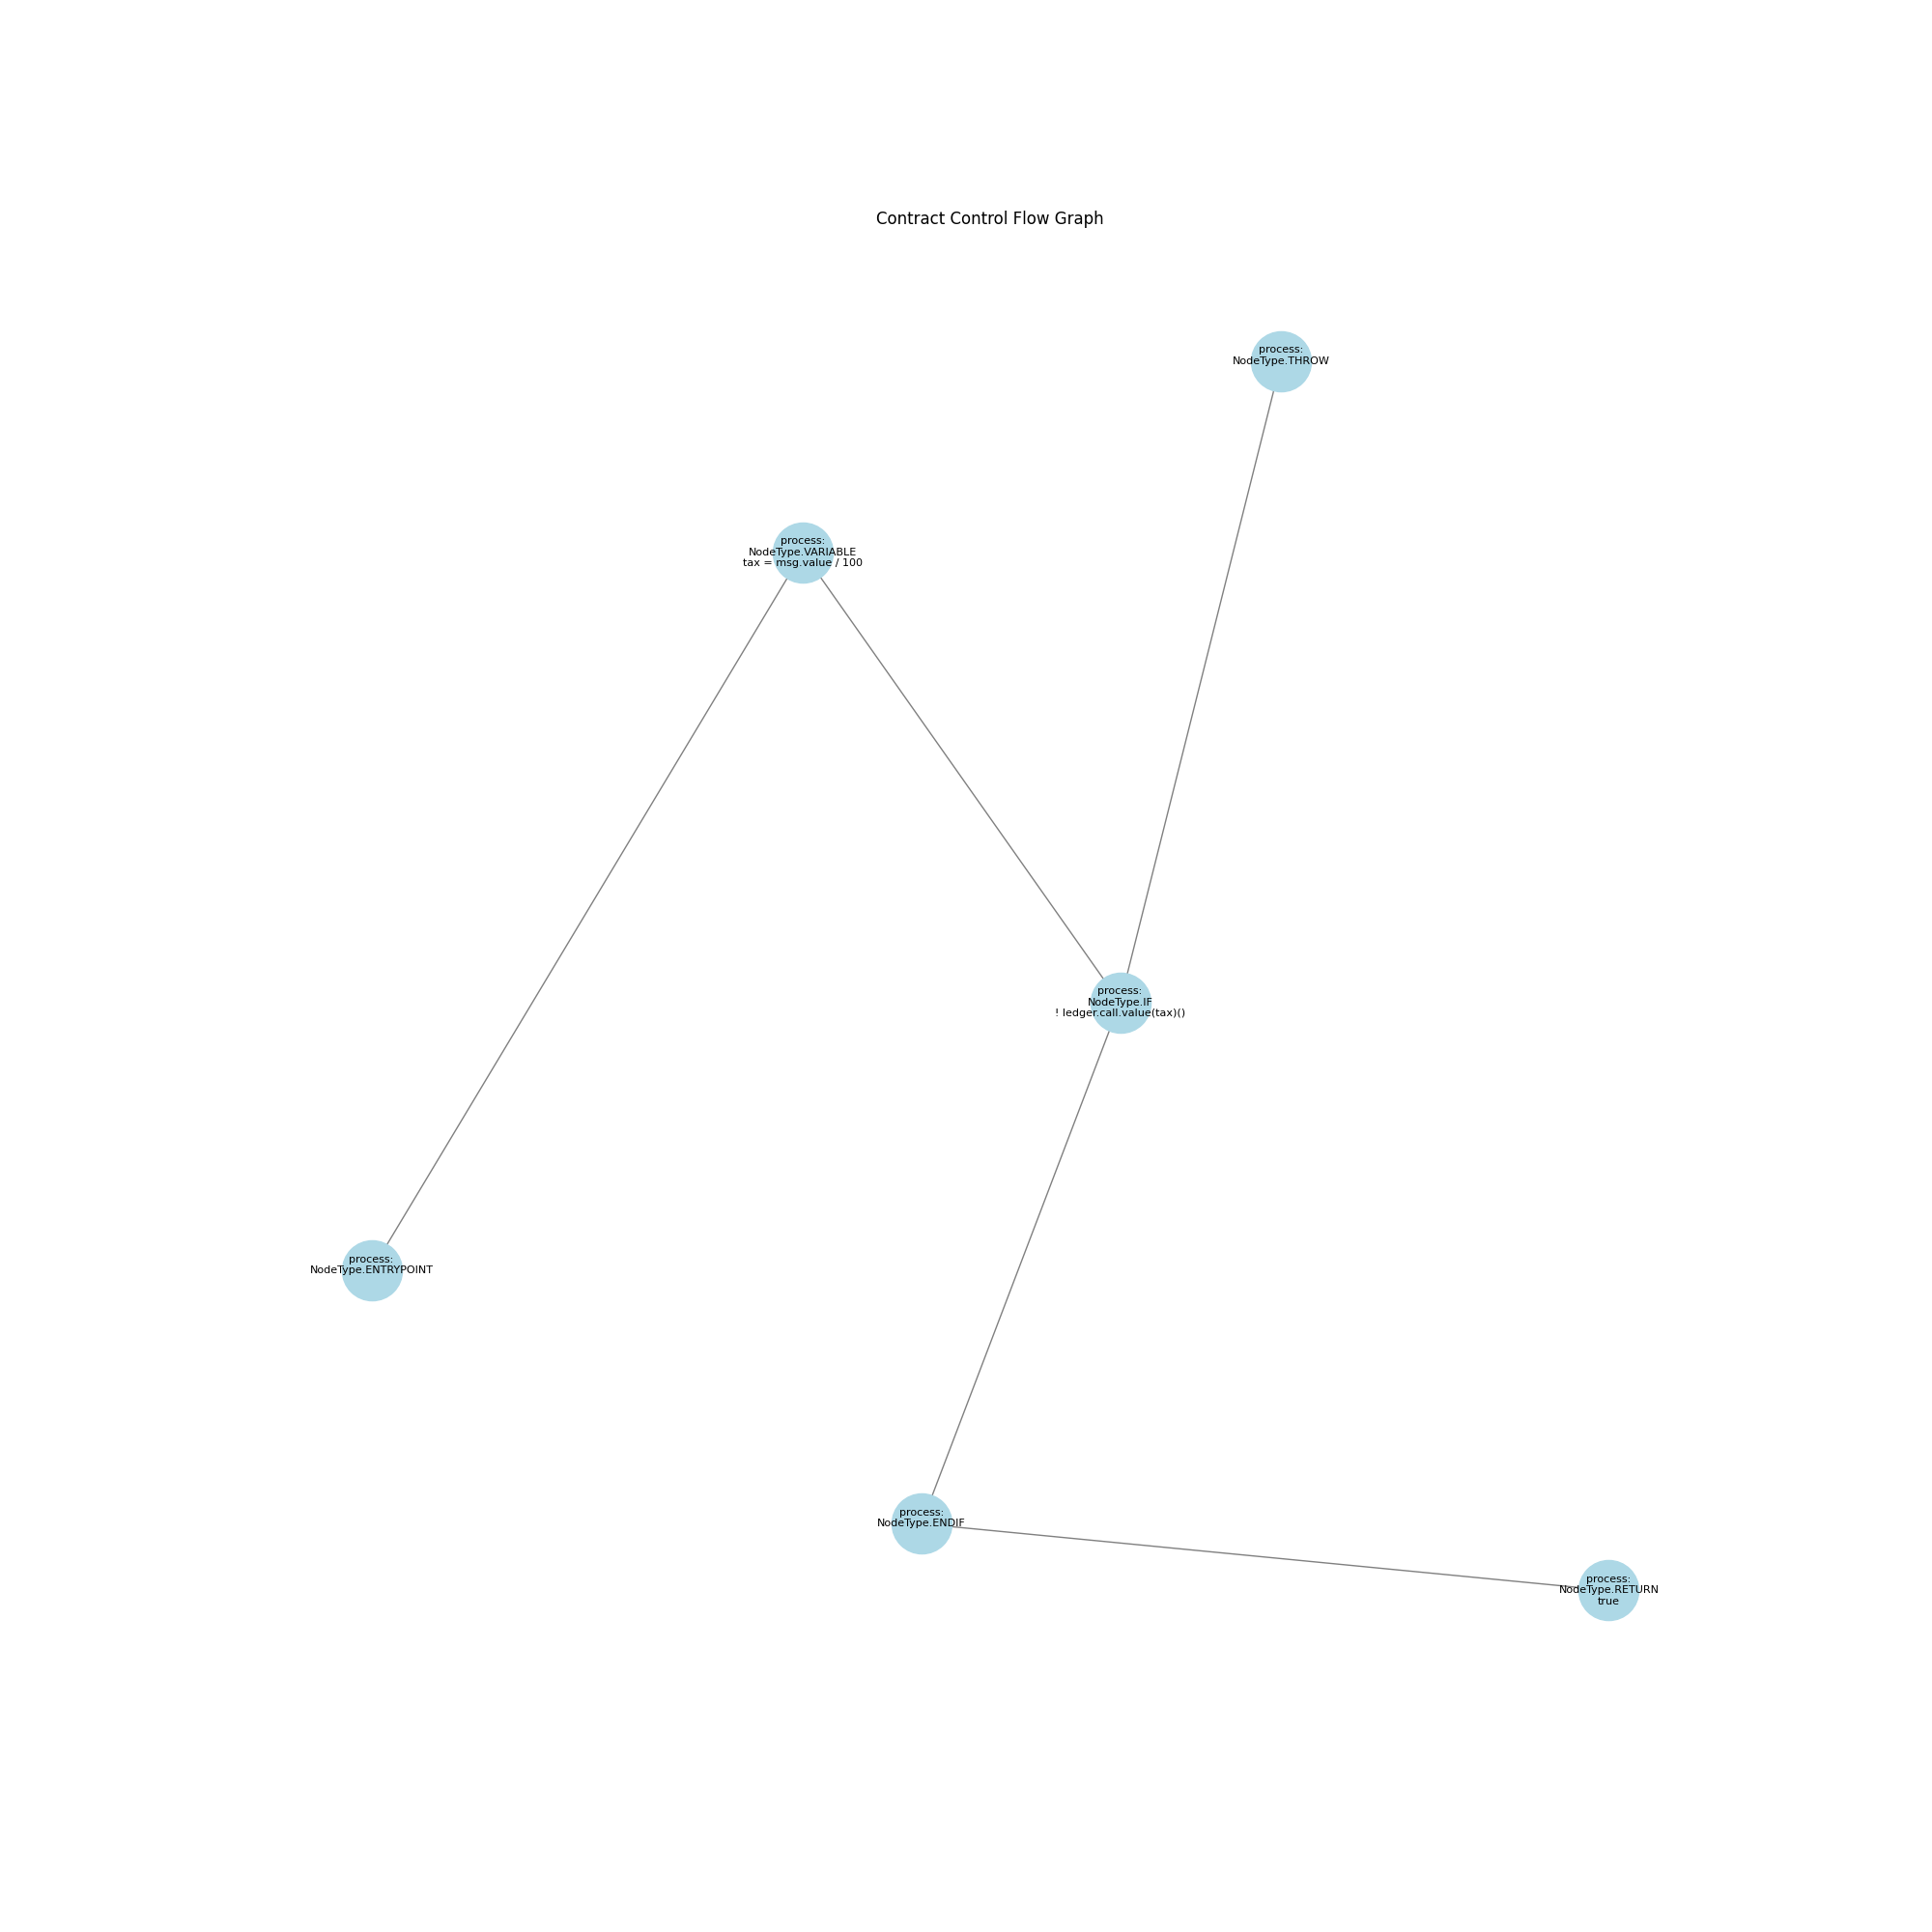 Contract Control Flow Graph
process:
NodeType.THROW
process:
NodeType.VARIABLE
tax = msg.value / 100
process:
NodeType.IF
! ledger.call.value(tax)()
process:
NodeType.ENTRYPOINT
process:
NodeType.ENDIF
process:
NodeType.RETURN
true